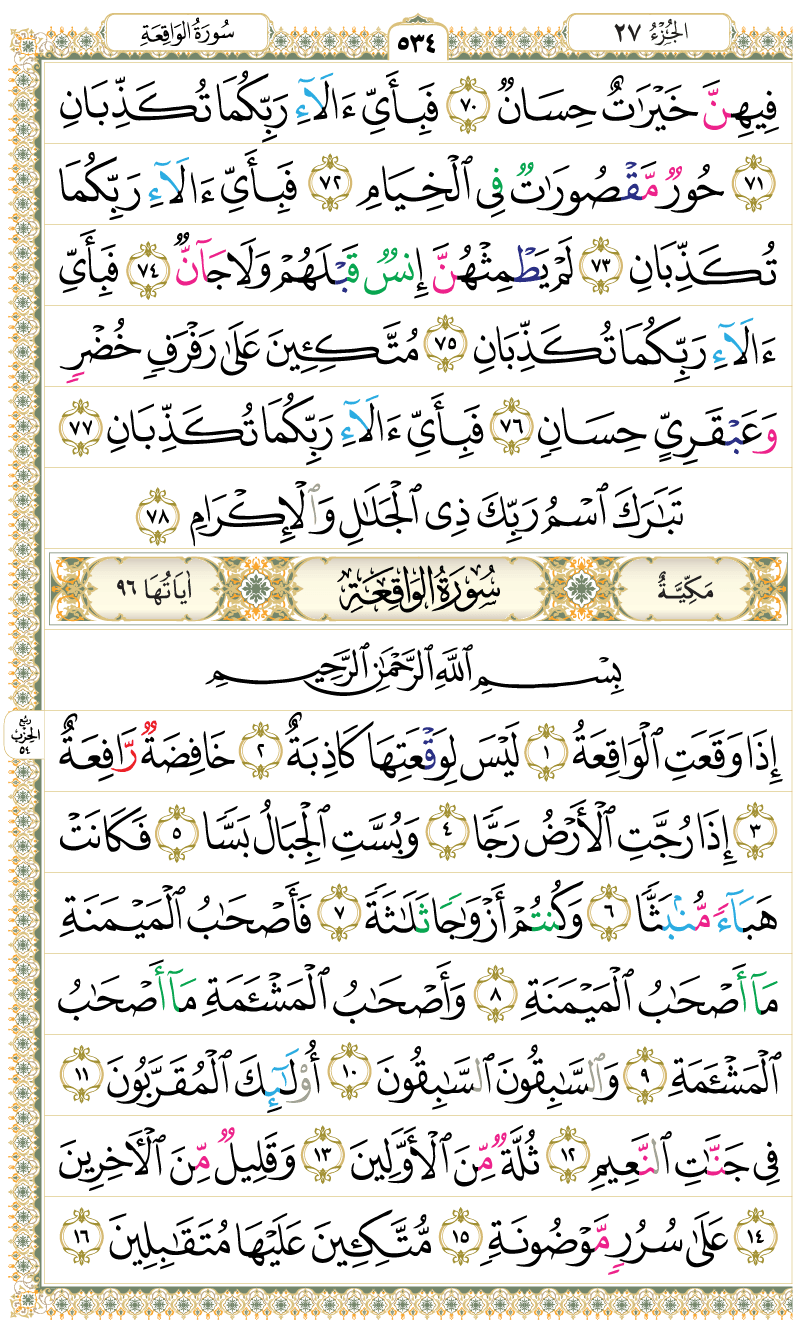 سُورَةُ الوَاقِعَةِ ٥٣٤ الجُزْءُ ٢٧
فِيهِنَّ خَيْرَٰتٌ حِسَانٌ ٧٠ فَبِأَيِّ ءَالَآءِ رَبِّكُمَا تُكَذِّبَانِ
٧١ حُورٌ مَّقْصُورَٰتٌ فِى ٱلْخِيَامِ ٧٢ فَبِأَيِّ ءَالَآءِ رَبِّكُمَا
تُكَذِّبَانِ ٧٣ لَمْ يَطْمِثْهُنَّ إِنسٌ قَبْلَهُمْ وَلَا جَآنٌّ ٧٤ فَبِأَيِّ
ءَالَآءِ رَبِّكُمَا تُكَذِّبَانِ ٧٥ مُتَّكِـِٔينَ عَلَىٰ رَفْرَفٍ خُضْرٍ
وَعَبْقَرِيٍّ حِسَانٍ ٧٦ فَبِأَيِّ ءَالَآءِ رَبِّكُمَا تُكَذِّبَانِ ٧٧
تَبَٰرَكَ ٱسْمُ رَبِّكَ ذِى ٱلْجَلَٰلِ وَٱلْإِكْرَامِ ٧٨
مَكِّيَّةٌ سُورَةُ الوَاقِعَةِ اٰيَاتُهَا ٩٦
بِسْمِ ٱللَّهِ ٱلرَّحْمَٰنِ ٱلرَّحِيمِ
إِذَا وَقَعَتِ ٱلْوَاقِعَةُ ١ لَيْسَ لِوَقْعَتِهَا كَاذِبَةٌ ٢ خَافِضَةٌ رَّافِعَةٌ
٣ إِذَا رُجَّتِ ٱلْأَرْضُ رَجًّا ٤ وَبُسَّتِ ٱلْجِبَالُ بَسًّا ٥ فَكَانَتْ
هَبَآءً مُّنۢبَثًّا ٦ وَكُنتُمْ أَزْوَٰجًا ثَلَٰثَةً ٧ فَأَصْحَٰبُ ٱلْمَيْمَنَةِ
مَآ أَصْحَٰبُ ٱلْمَيْمَنَةِ ٨ وَأَصْحَٰبُ ٱلْمَشْـَٔمَةِ مَآ أَصْحَٰبُ
ٱلْمَشْـَٔمَةِ ٩ وَٱلسَّٰبِقُونَ ٱلسَّٰبِقُونَ ١٠ أُو۟لَٰٓئِكَ ٱلْمُقَرَّبُونَ ١١
فِى جَنَّٰتِ ٱلنَّعِيمِ ١٢ ثُلَّةٌ مِّنَ ٱلْأَوَّلِينَ ١٣ وَقَلِيلٌ مِّنَ ٱلْأَخِرِينَ
١٤ عَلَىٰ سُرُرٍ مَّوْضُونَةٍ ١٥ مُّتَّكِـِٔينَ عَلَيْهَا مُتَقَٰبِلِينَ ١٦
ربع
الحزب
٥٤